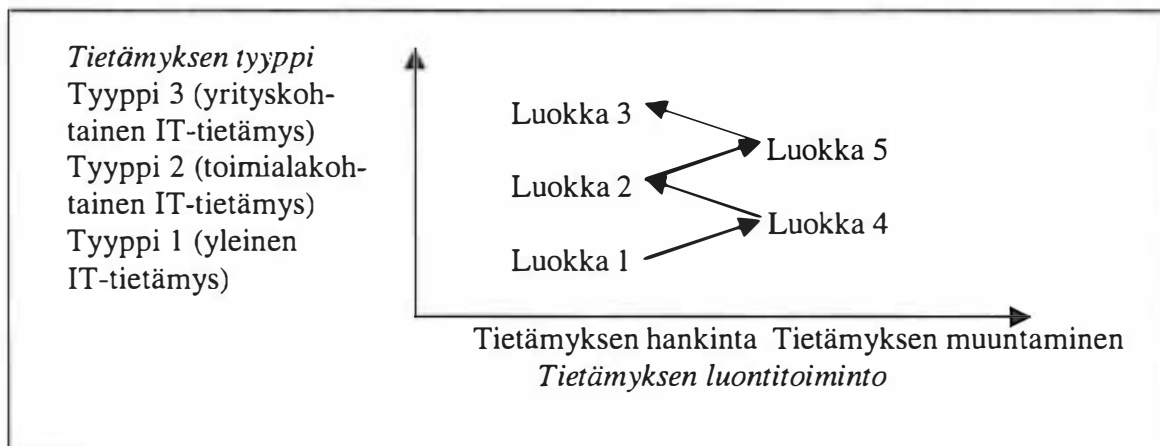 Tietämyksen tyyppi
Tyyppi 3 (yrityskoh-
tainen IT-tietämys)
Tyyppi 2 (toimialakoh-
tainen IT-tietämys)
Tyyppi 1 (yleinen
IT-tietämys)
Luokka 3
Luokka 5
Luokka 2
Luokka 4
Luokka 1
Tietämyksen hankinta Tietämyksen muuntaminen
Tietämyksen luontitoiminto